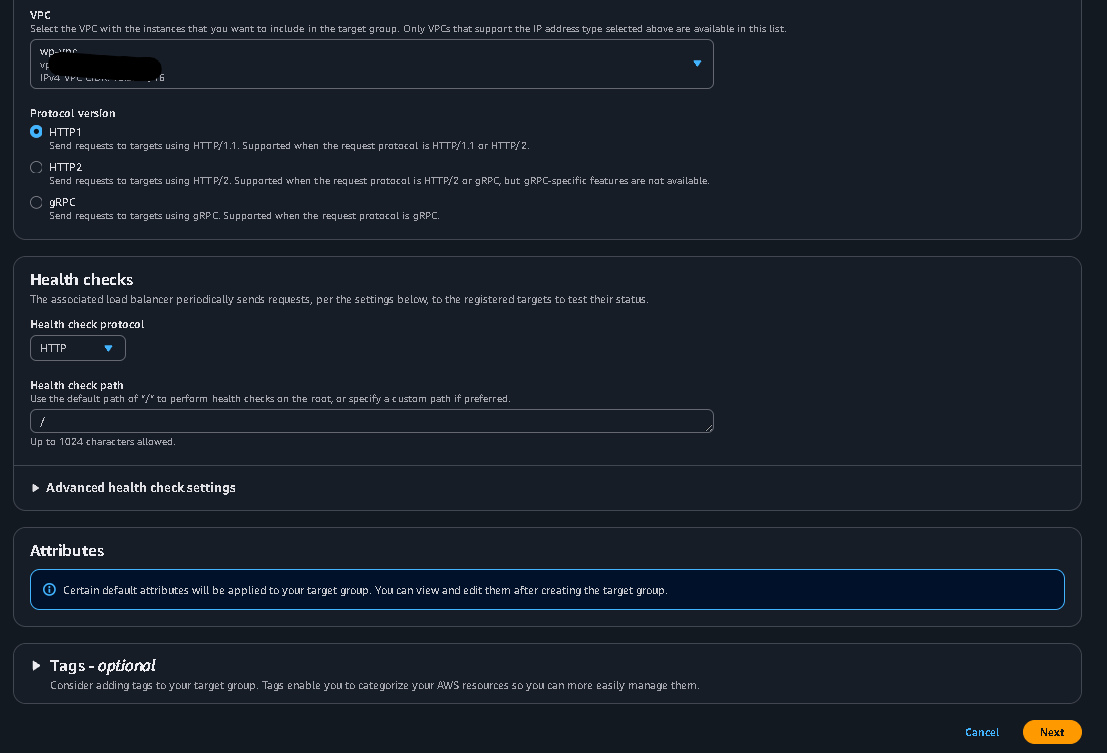 VPC
Select the VPC with the instances that you want to include in the target group. Only VPCs that support the IP address type selected above are available in this list.
wp-vpc
IPv4 VPC CIDR:
Protocol version
HTTP1
Send requests to targets using HTTP/1.1. Supported when the request protocol is HTTP/1.1 or HTTP/2.
HTTP2
Send requests to targets using HTTP/2. Supported when the request protocol is HTTP/2 or gRPC, but gRPC-specific features are not available.
gRPC
Send requests to targets using gRPC. Supported when the request protocol is gRPC.
Health checks
The associated load balancer periodically sends requests, per the settings below, to the registered targets to test their status.
Health check protocol
HTTP
Health check path
Use the default path of "/" to perform health checks on the root, or specify a custom path if preferred.
/
Up to 1024 characters allowed.
Advanced health check settings
Attributes
Certain default attributes will be applied to your target group. You can view and edit them after creating the target group.
Tags - optional
Consider adding tags to your target group. Tags enable you to categorize your AWS resources so you can more easily manage them.
Cancel
Next